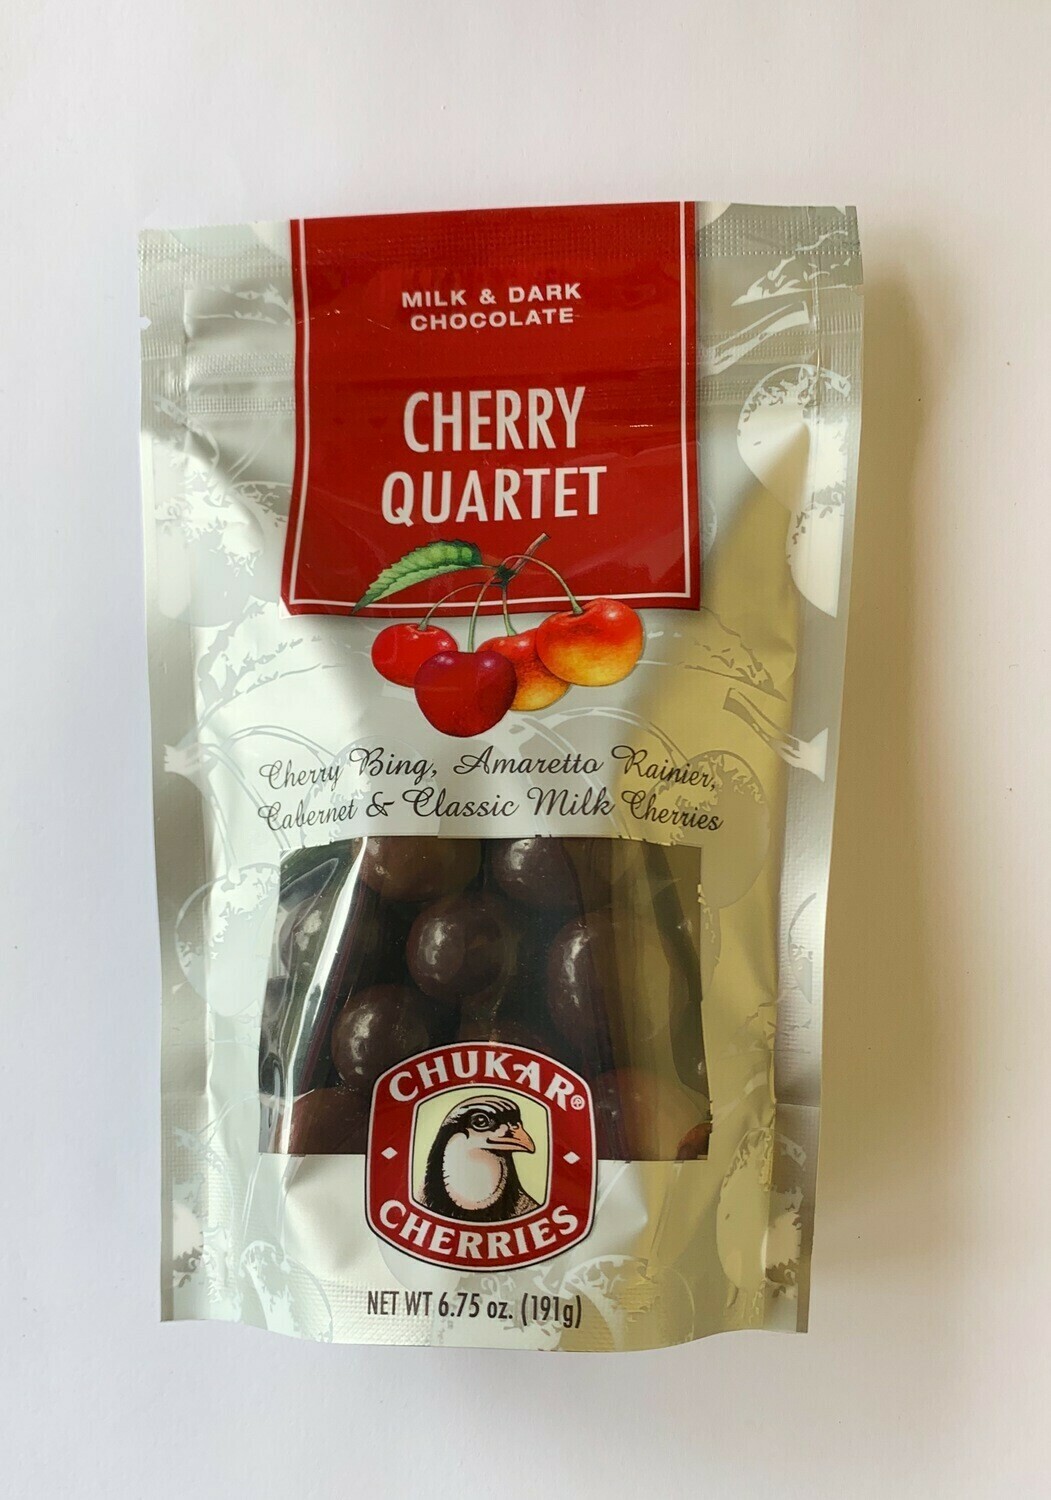 MILK & DARK
CHOCOLATE
CHERRY
QUARTET
Cherry Bing, Amaretto Rainier,
Cabernet & Classic Milk Cherries
CHUKAR®
CHERRIES
NET WT 6.75 oz. (191g)